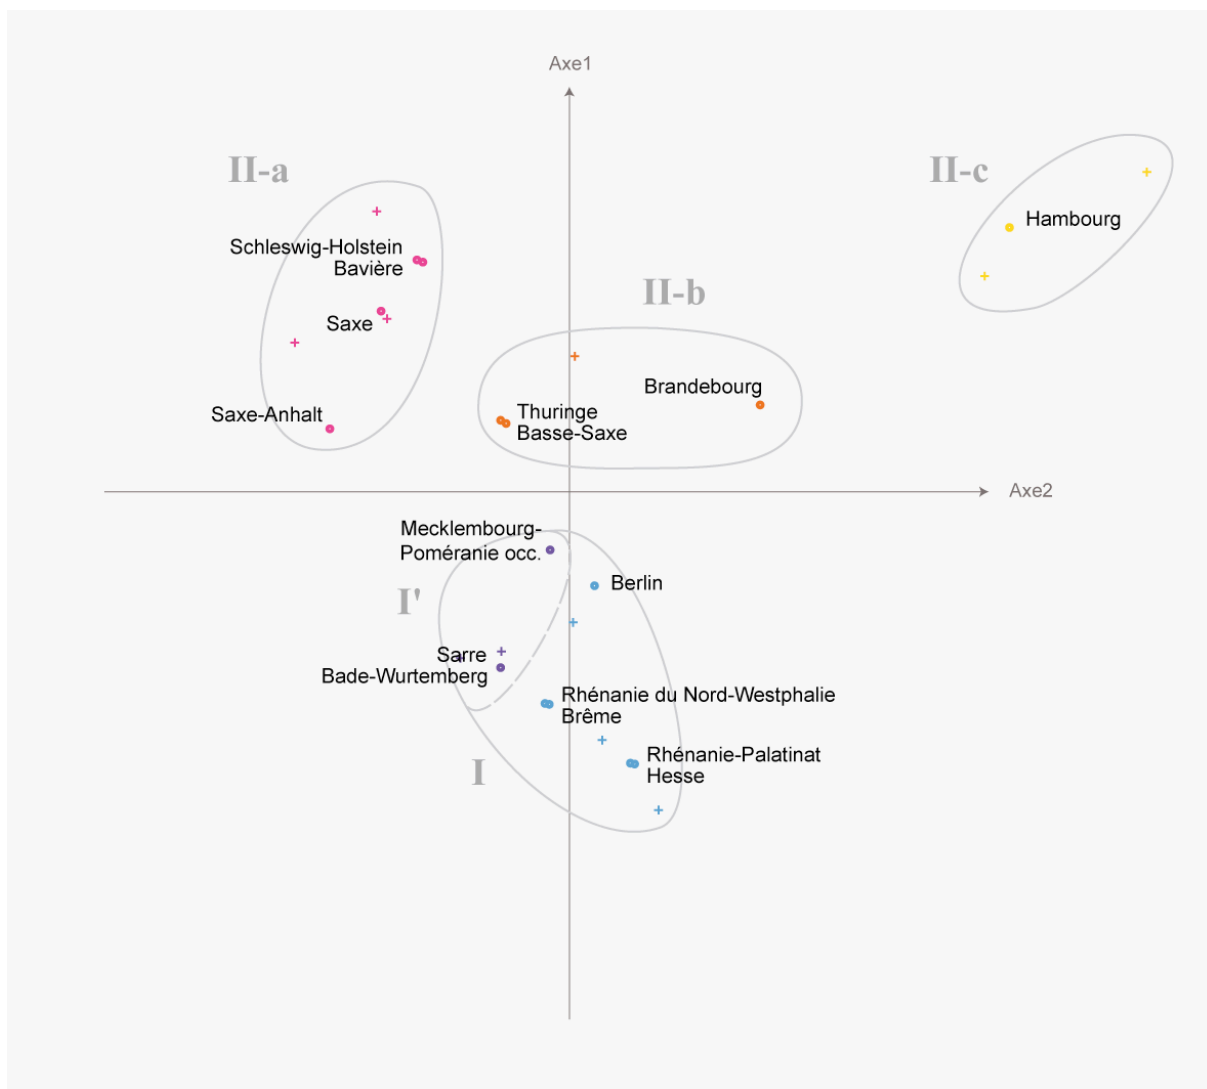 Axe1
II-a
II-c
Schleswig-Holstein
Bavière
Hambourg
II-b
Saxe
Brandebourg
Saxe-Anhalt
Thuringe
Basse-Saxe
Axe2
Mecklembourg-
Poméranie occ.
Berlin
I'
Sarre
Bade-Wurtemberg
Rhénanie du Nord-Westphalie
Brême
Rhénanie-Palatinat
Hesse
I